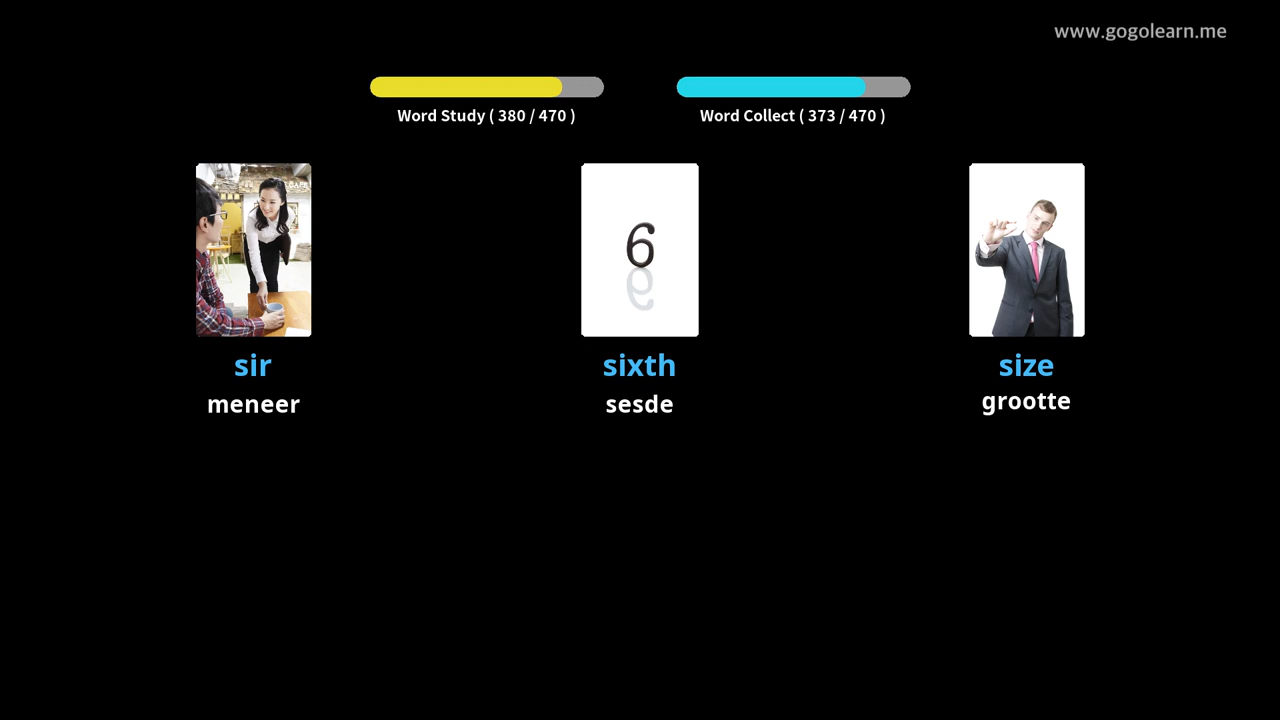 www.gogolearn.me
Word Study ( 380 / 470 )
Word Collect ( 373 / 470 )
6
sir
sixth
size
meneer
sesde
grootte